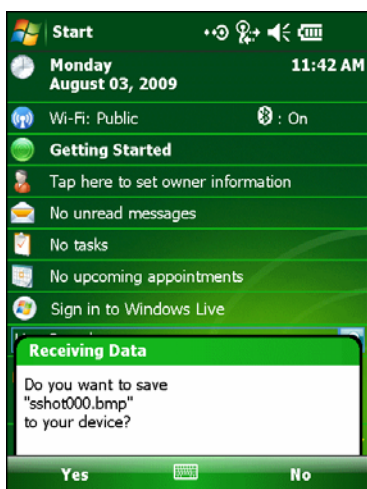 Start
Monday
August 03, 2009
11:42 AM
Wi-Fi: Public
: On
Getting Started
Tap here to set owner information
No unread messages
No tasks
No upcoming appointments
Sign in to Windows Live
Receiving Data
Do you want to save
"sshot000.bmp"
to your device?
Yes
No